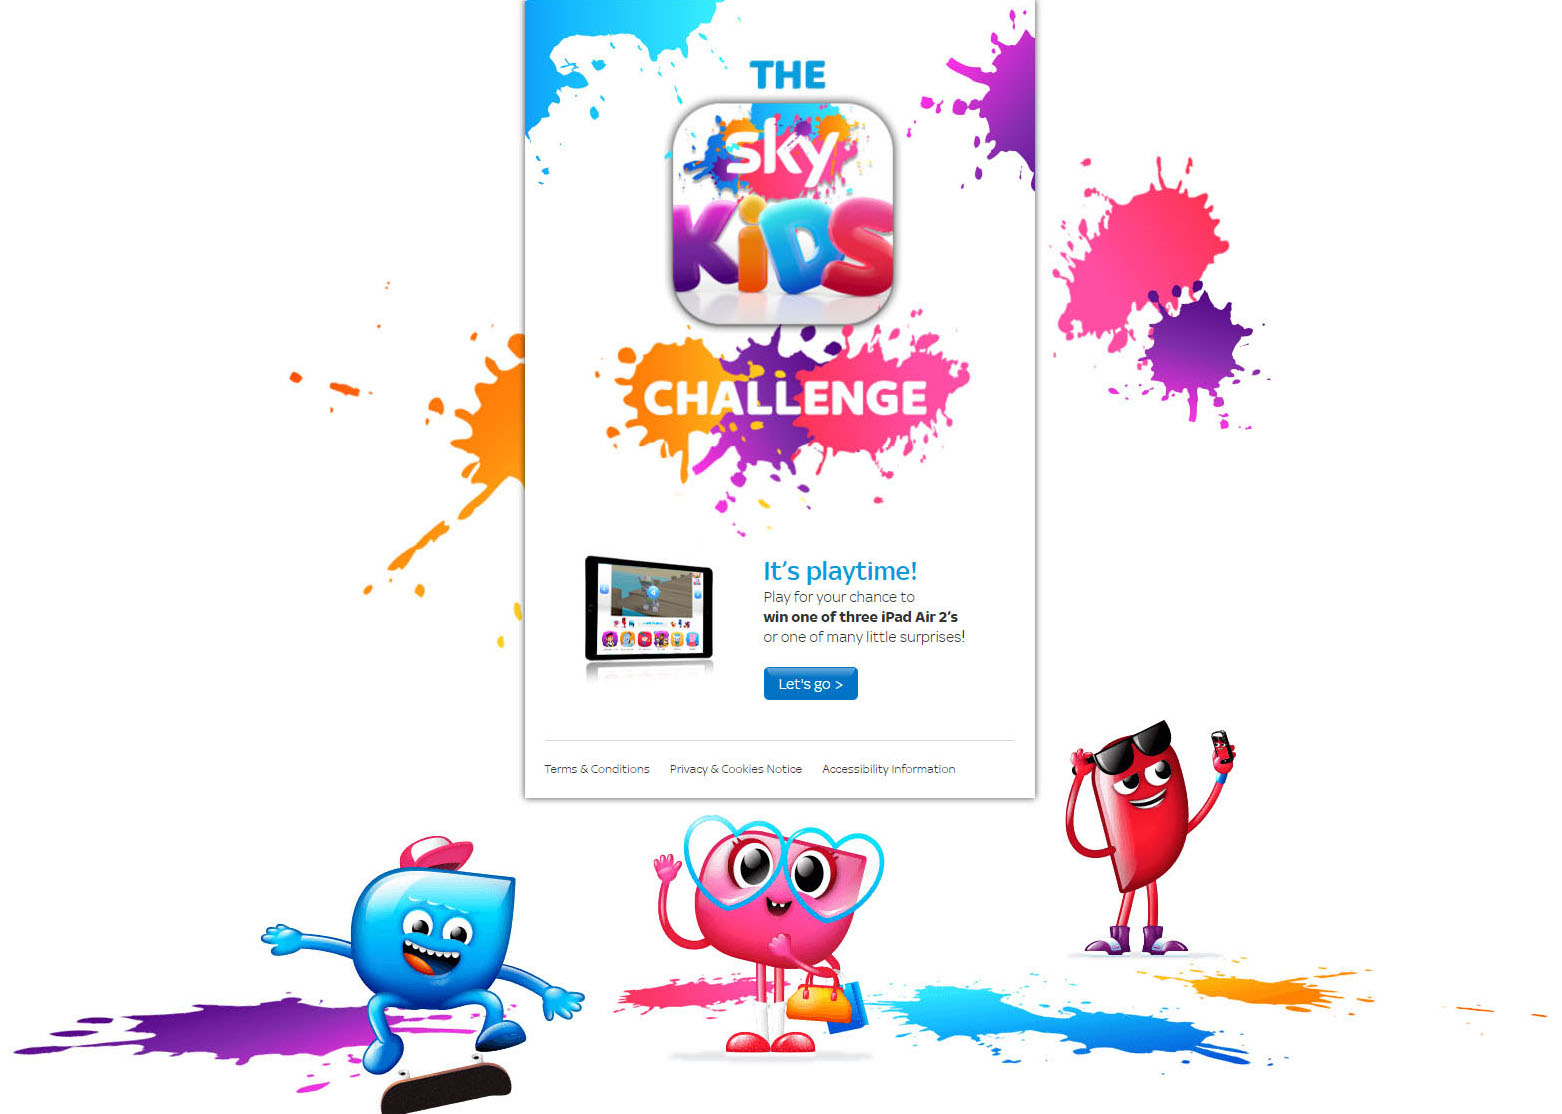 THE
sky
KiDS
CHALLENGE
It's playtime!
Play for your chance to
win one of three iPad Air 2's
or one of many little surprises!
Let's go >
Terms & Conditions Privacy & Cookies Notice Accessibility Information